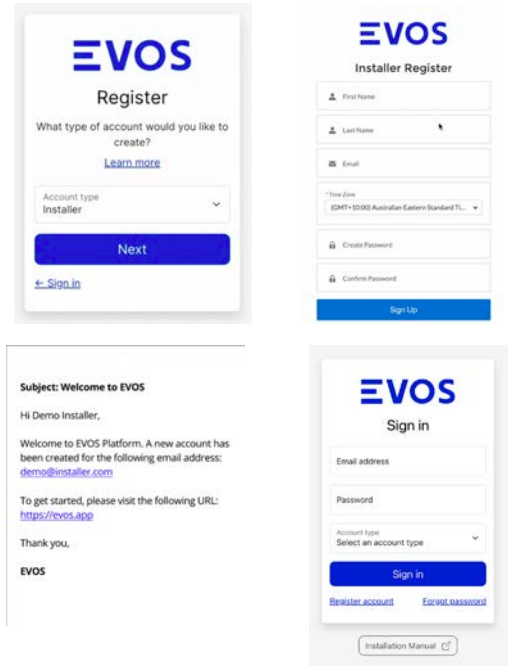 EVOS
Register
What type of account would you like to
create?
Learn more
Account type
Installer
Next
← Sign in
EVOS
Installer Register
First Name
Last Name
Email
* Time Zone
(GMT+10:00) Australian Eastern Standard Ti...
Create Password
Confirm Password
Sign Up
Subject: Welcome to EVOS
Hi Demo Installer,
Welcome to EVOS Platform. A new account has
been created for the following email address:
demo@installer.com
To get started, please visit the following URL:
https://evos.app
Thank you,
EVOS
EVOS
Sign in
Email address
Password
Account type
Select an account type
Sign in
Register account Forgot password
Installation Manual